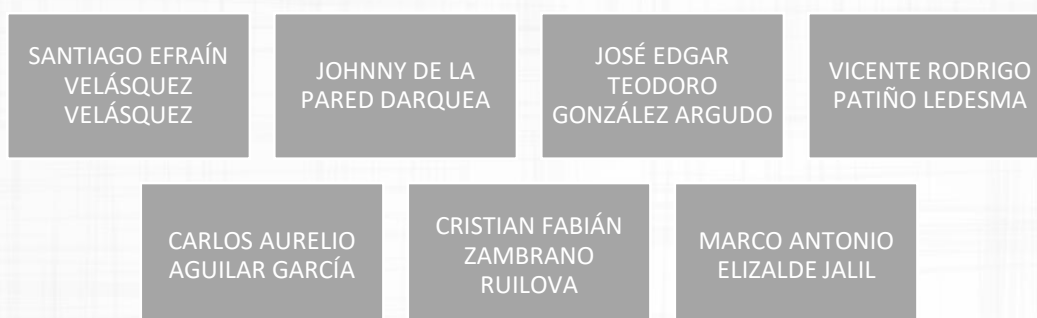 SANTIAGO EFRAÍN
VELÁSQUEZ
VELÁSQUEZ
JOHNNY DE LA
PARED DARQUEA
JOSÉ EDGAR
TEODORO
GONZÁLEZ ARGUDO
VICENTE RODRIGO
PATIÑO LEDESMA
CARLOS AURELIO
AGUILAR GARCÍA
CRISTIAN FABIÁN
ZAMBRANO
RUILOVA
MARCO ANTONIO
ELIZALDE JALIL